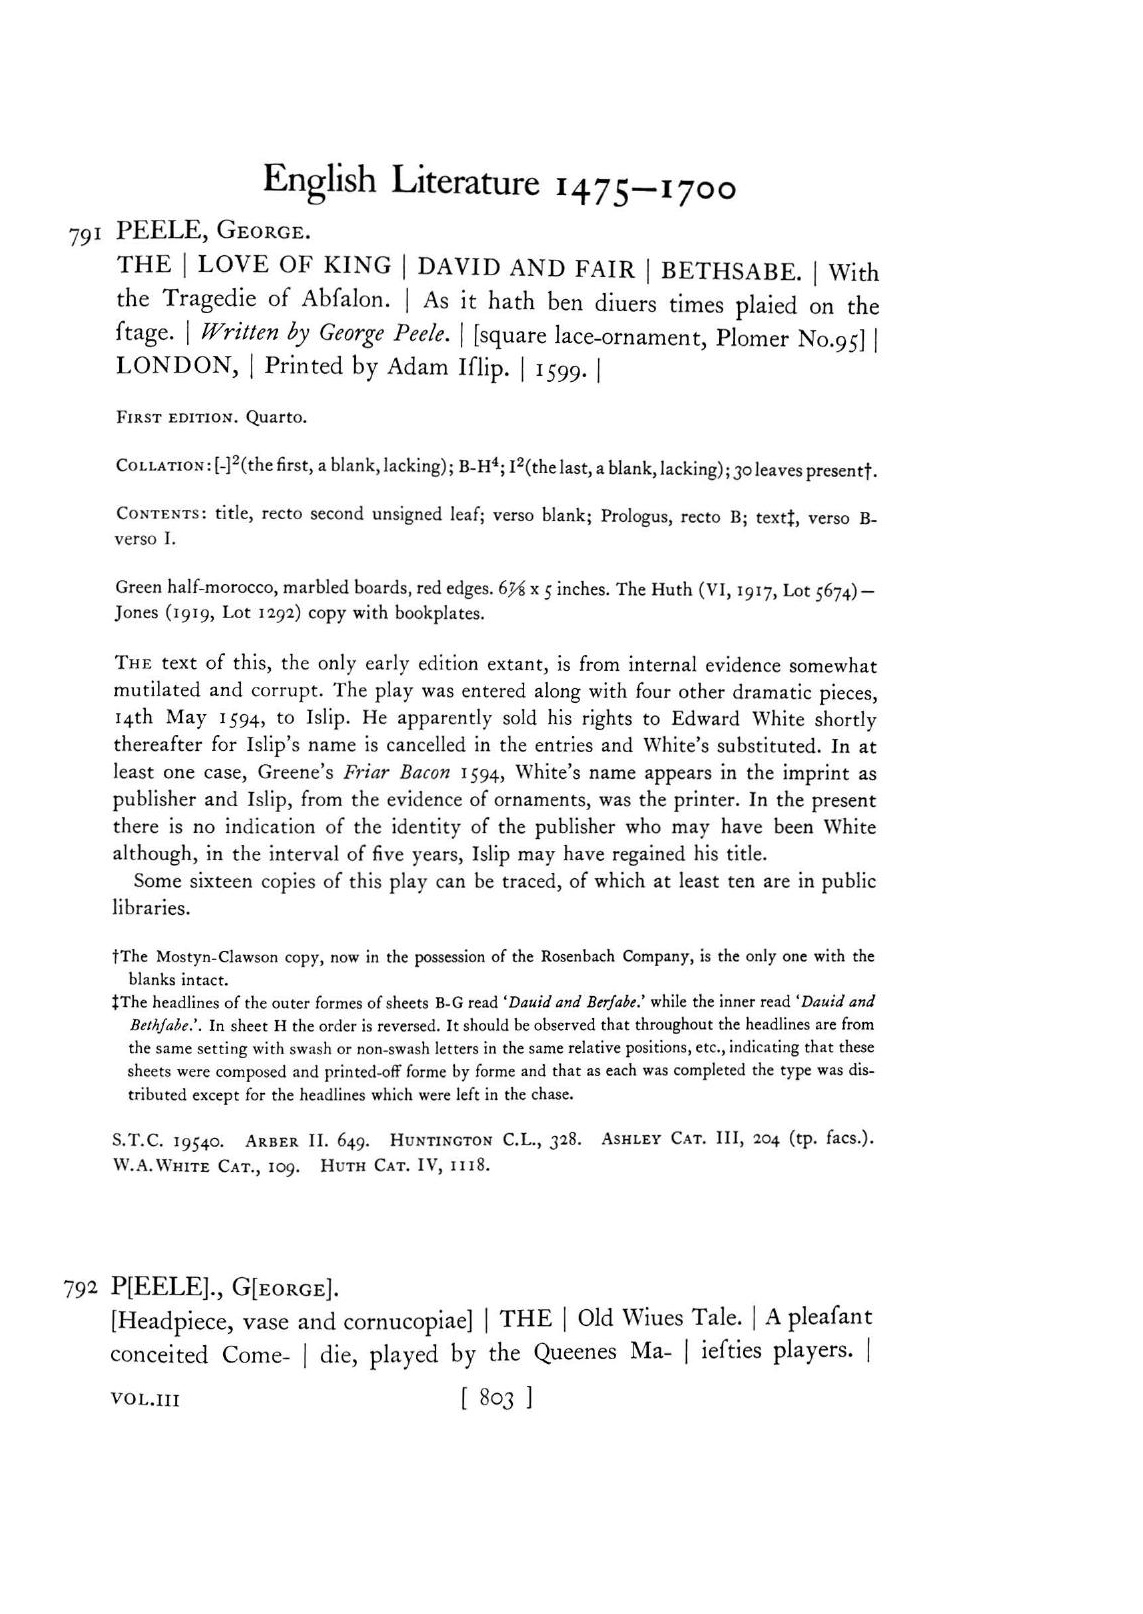 English Literature 1475—1700
791 PEELE, GEORGE.
THE | LOVE OF KING | DAVID AND FAIR | BETHSABE. | With
the Tragedie of Abſalon. | As it hath ben diuers times plaied on the
ſtage. | Written by George Peele. | [square lace-ornament, Plomer No.95] |
LONDON, | Printed by Adam Iſlip. | 1599. |
FIRST EDITION. Quarto.
COLLATION: [-]²(the first, a blank, lacking); B-H⁴; I²(the last, a blank, lacking); 30 leaves present†.
CONTENTS: title, recto second unsigned leaf; verso blank; Prologus, recto B; text‡, verso B-
verso I.
Green half-morocco, marbled boards, red edges. 6⅞ x 5 inches. The Huth (VI, 1917, Lot 5674)—
Jones (1919, Lot 1292) copy with bookplates.
THE text of this, the only early edition extant, is from internal evidence somewhat
mutilated and corrupt. The play was entered along with four other dramatic pieces,
14th May 1594, to Islip. He apparently sold his rights to Edward White shortly
thereafter for Islip's name is cancelled in the entries and White's substituted. In at
least one case, Greene's Friar Bacon 1594, White's name appears in the imprint as
publisher and Islip, from the evidence of ornaments, was the printer. In the present
there is no indication of the identity of the publisher who may have been White
although, in the interval of five years, Islip may have regained his title.
Some sixteen copies of this play can be traced, of which at least ten are in public
libraries.
†The Mostyn-Clawson copy, now in the possession of the Rosenbach Company, is the only one with the
blanks intact.
‡The headlines of the outer formes of sheets B-G read 'Dauid and Berſabe.' while the inner read 'Dauid and
Bethſabe.'. In sheet H the order is reversed. It should be observed that throughout the headlines are from
the same setting with swash or non-swash letters in the same relative positions, etc., indicating that these
sheets were composed and printed-off forme by forme and that as each was completed the type was dis-
tributed except for the headlines which were left in the chase.
S.T.C. 19540. ARBER II. 649. HUNTINGTON C.L., 328. ASHLEY CAT. III, 204 (tp. facs.).
W.A.WHITE CAT., 109. HUTH CAT. IV, 1118.
792 P[EELE]., G[EORGE].
[Headpiece, vase and cornucopiae] | THE | Old Wiues Tale. | A pleaſant
conceited Come- | die, played by the Queenes Ma- | ieſties players. |
VOL.III [ 803 ]